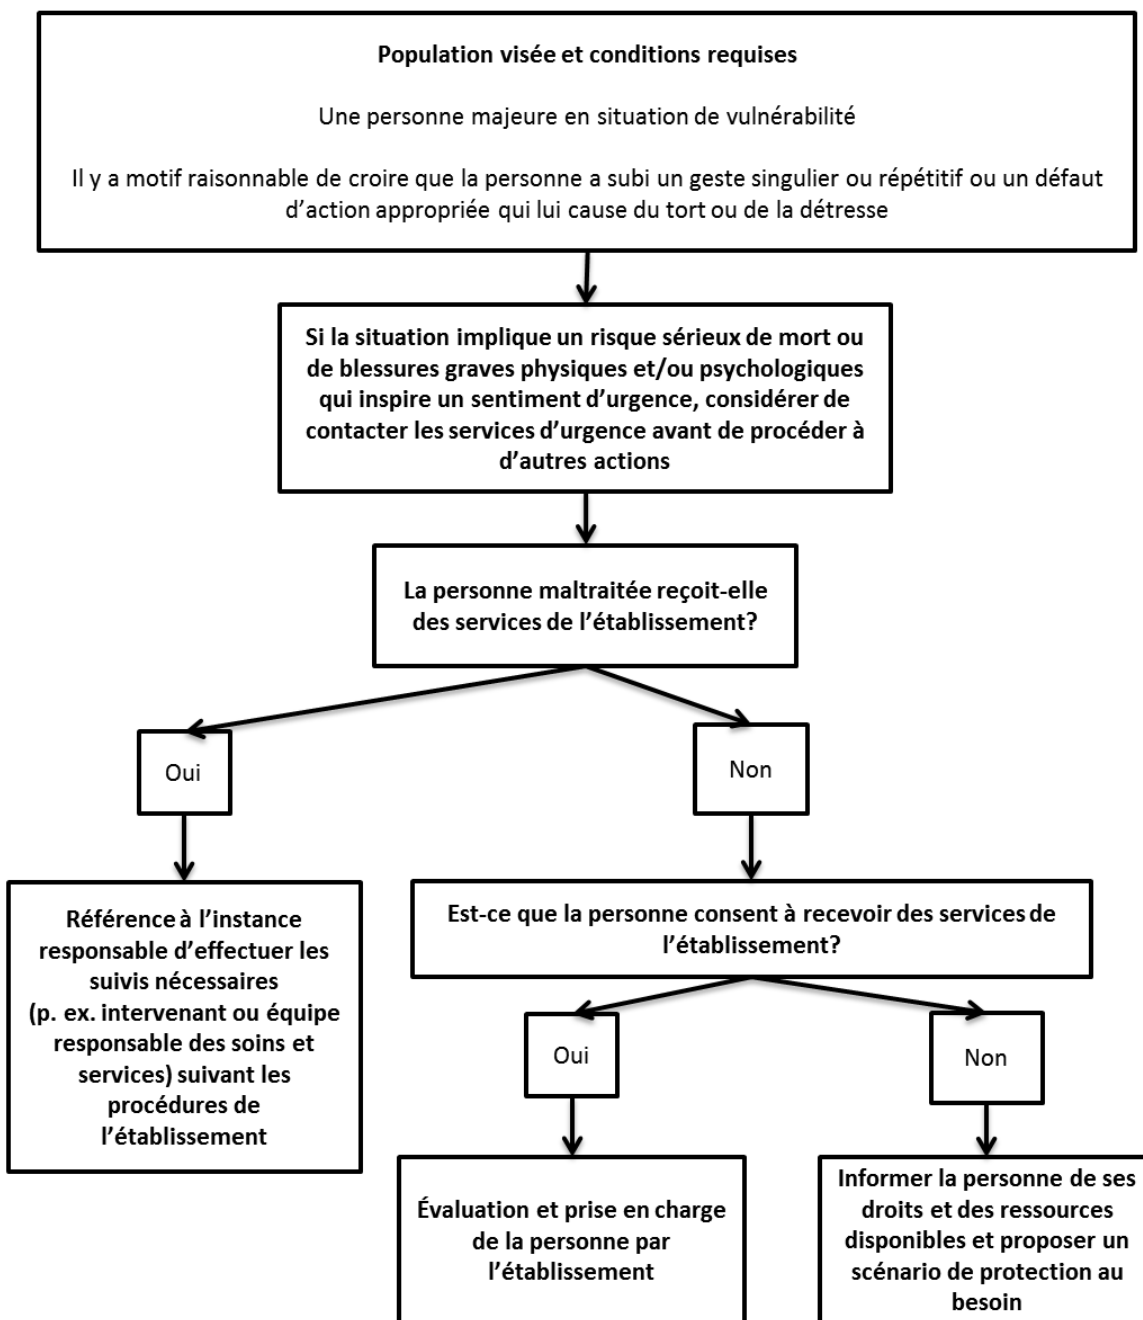 Population visée et conditions requises
Une personne majeure en situation de vulnérabilité
Il y a motif raisonnable de croire que la personne a subi un geste singulier ou répétitif ou un défaut
d’action appropriée qui lui cause du tort ou de la détresse
Si la situation implique un risque sérieux de mort ou
de blessures graves physiques et/ou psychologiques
qui inspire un sentiment d’urgence, considérer de
contacter les services d’urgence avant de procéder à
d’autres actions
La personne maltraitée reçoit-elle
des services de l’établissement?
Oui
Non
Référence à l’instance
responsable d’effectuer les
suivis nécessaires
(p. ex. intervenant ou équipe
responsable des soins et
services) suivant les
procédures de
l’établissement
Est-ce que la personne consent à recevoir des services de
l’établissement?
Oui
Non
Évaluation et prise en charge
de la personne par
l’établissement
Informer la personne de ses
droits et des ressources
disponibles et proposer un
scénario de protection au
besoin